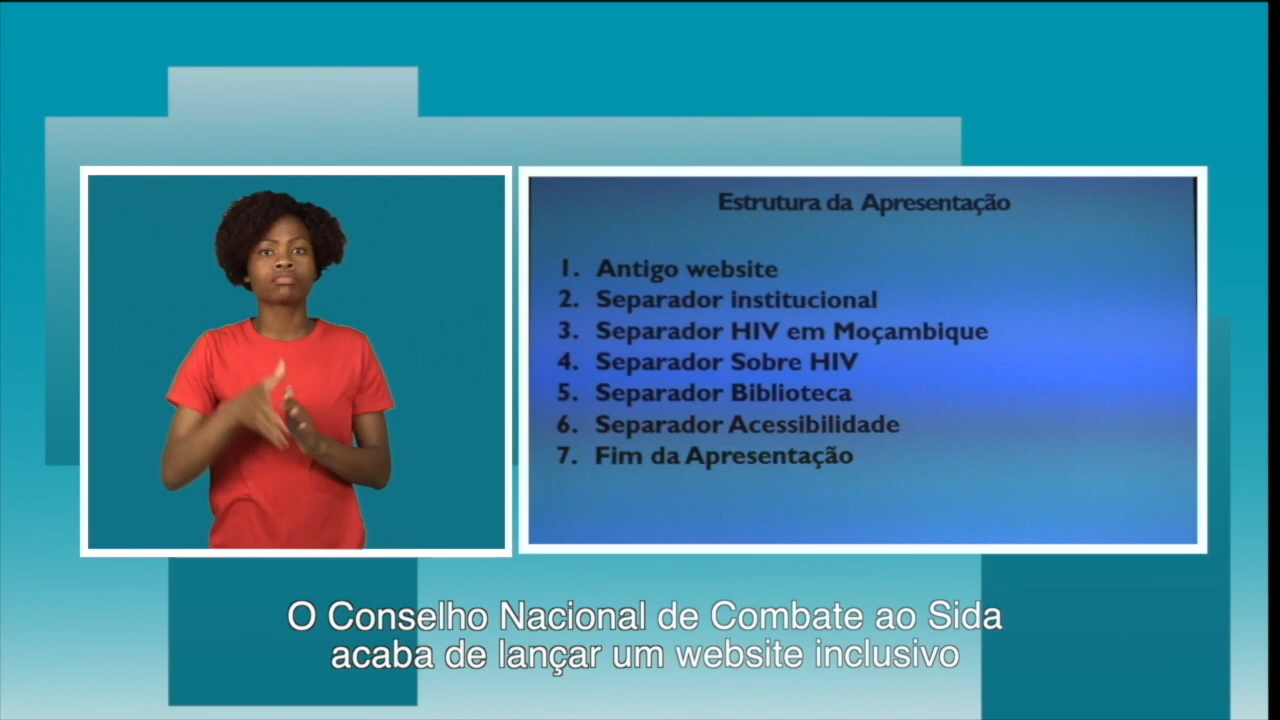 Estrutura da Apresentação
1. Antigo website
2. Separador institucional
3. Separador HIV em Moçambique
4. Separador Sobre HIV
5. Separador Biblioteca
6. Separador Acessibilidade
7. Fim da Apresentação
O Conselho Nacional de Combate ao Sida
acaba de lançar um website inclusivo